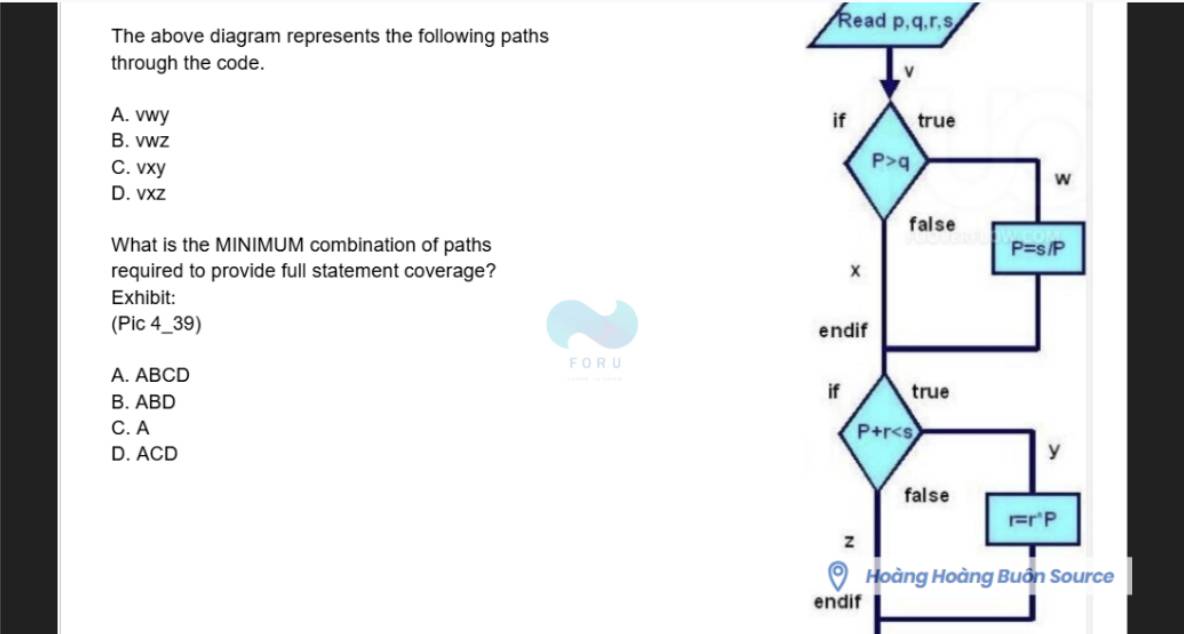 The above diagram represents the following paths
through the code.
A. vwy
B. vwz
C. vxy
D. vxz
What is the MINIMUM combination of paths
required to provide full statement coverage?
Exhibit:
(Pic 4_39)
A. ABCD
B. ABD
C. A
D. ACD
FORU
Read p,q,r,s
v
if
true
P>q
w
false
P=s/P
x
endif
if
true
P+r<s
y
false
r=r*P
z
Hoàng Hoàng Buôn Source
endif